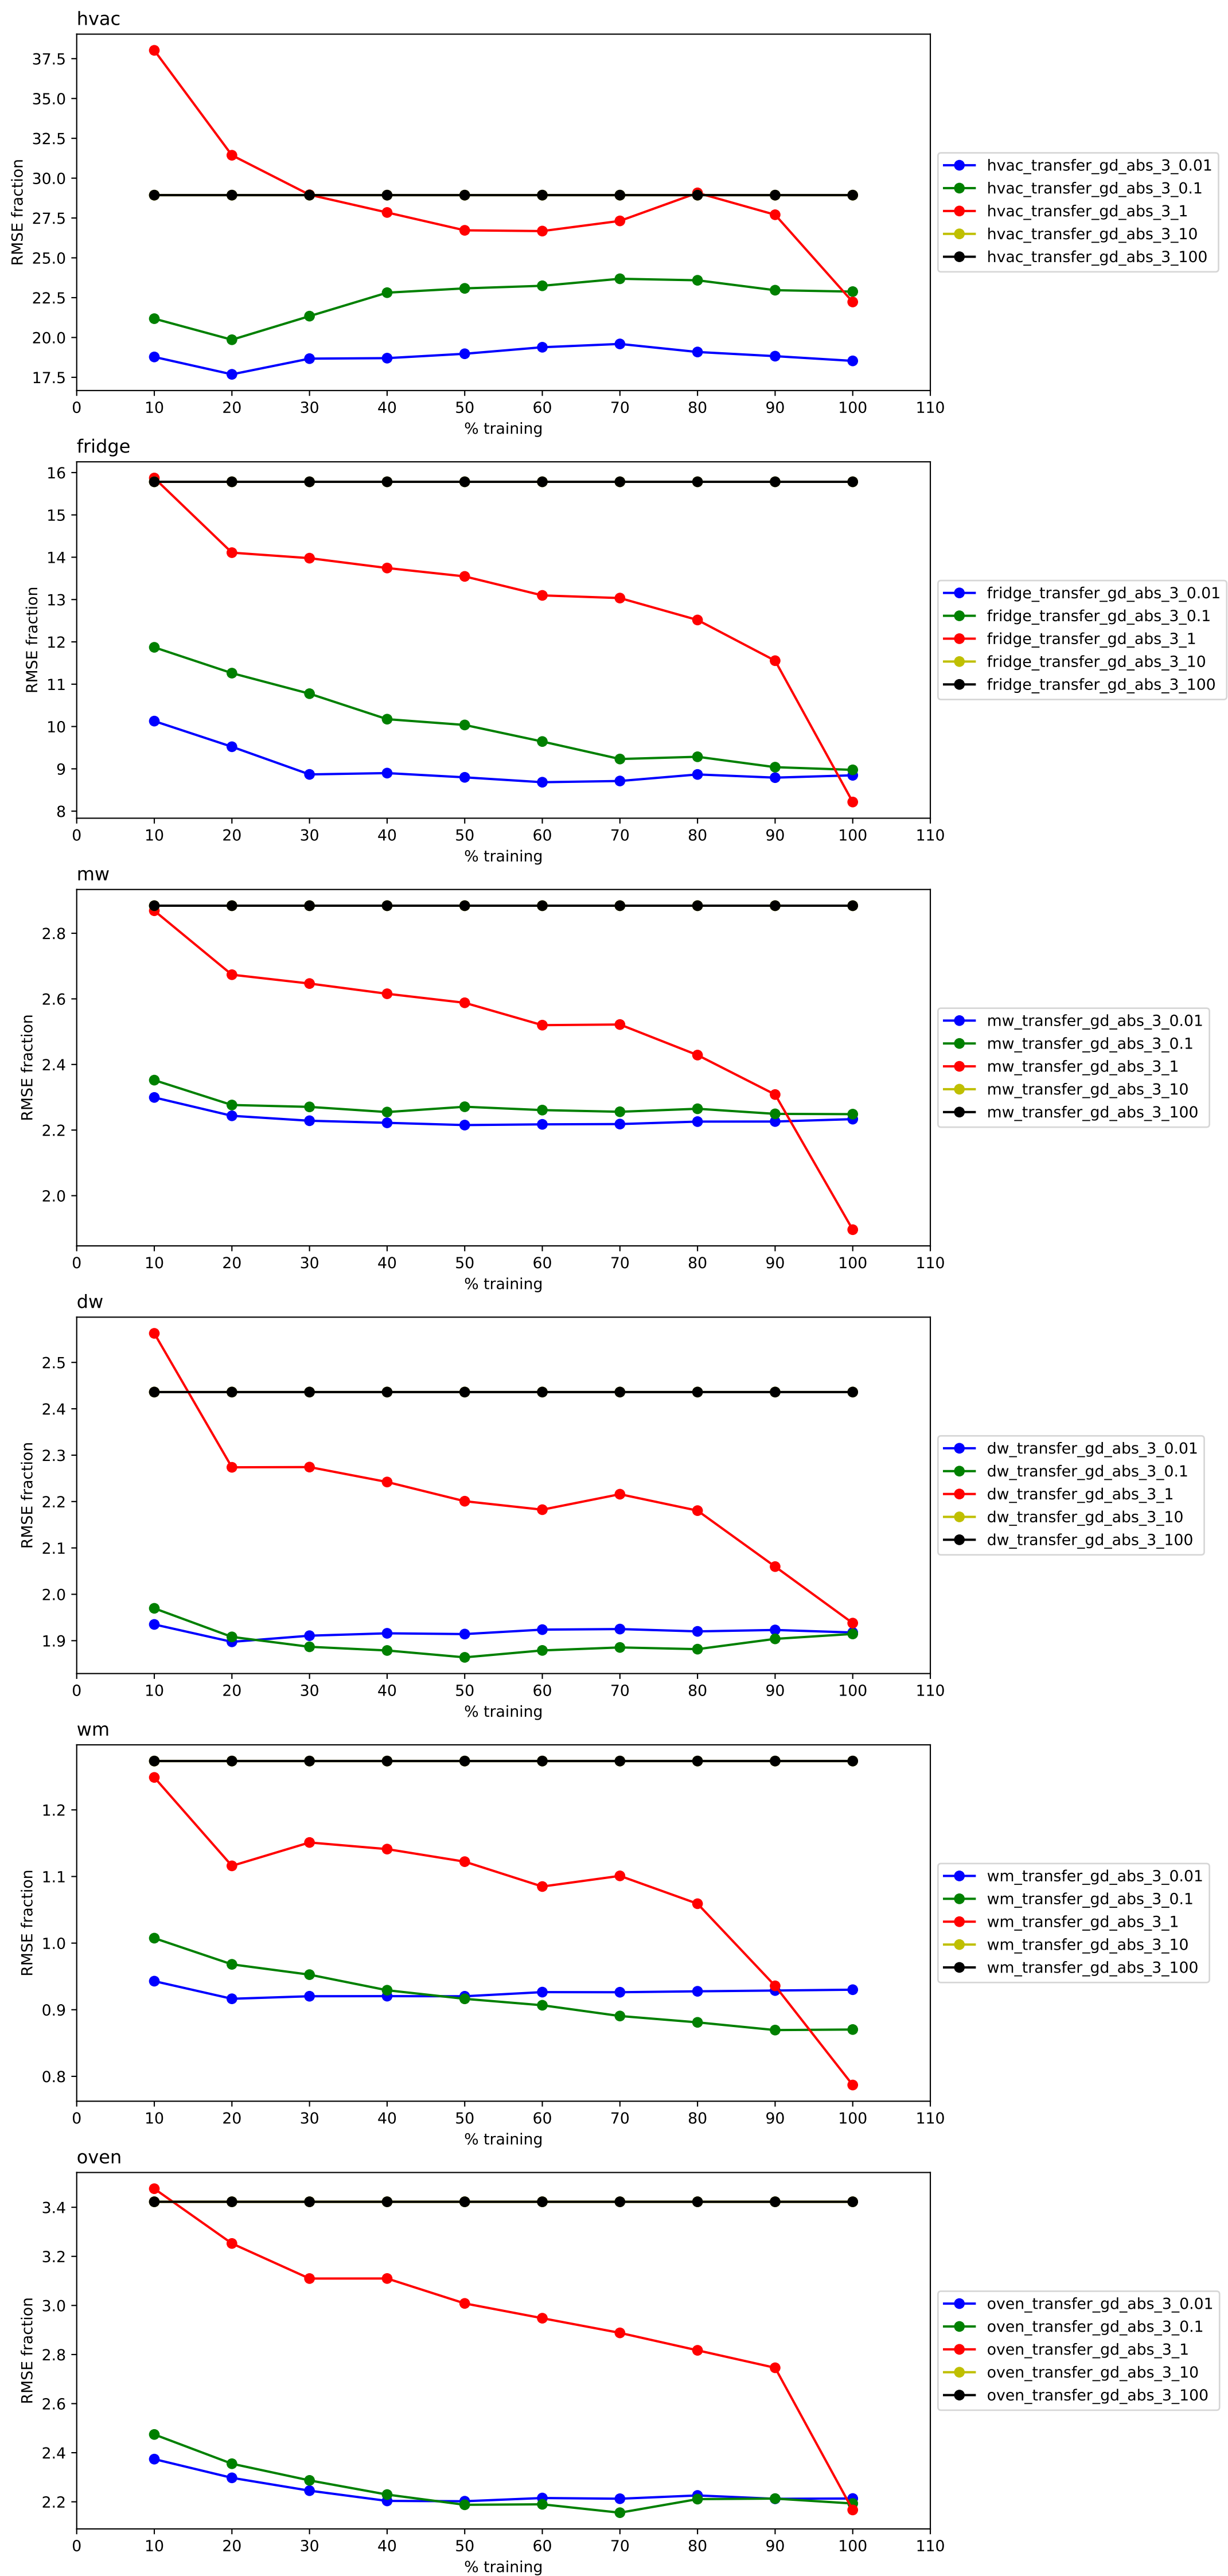 hvac
37.5
35.0
32.5
30.0
27.5
25.0
22.5
20.0
17.5
RMSE fraction
0 10 20 30 40 50 60 70 80 90 100 110
% training
hvac_transfer_gd_abs_3_0.01
hvac_transfer_gd_abs_3_0.1
hvac_transfer_gd_abs_3_1
hvac_transfer_gd_abs_3_10
hvac_transfer_gd_abs_3_100
fridge
16
15
14
13
12
11
10
9
8
RMSE fraction
0 10 20 30 40 50 60 70 80 90 100 110
% training
fridge_transfer_gd_abs_3_0.01
fridge_transfer_gd_abs_3_0.1
fridge_transfer_gd_abs_3_1
fridge_transfer_gd_abs_3_10
fridge_transfer_gd_abs_3_100
mw
2.8
2.6
2.4
2.2
2.0
RMSE fraction
0 10 20 30 40 50 60 70 80 90 100 110
% training
mw_transfer_gd_abs_3_0.01
mw_transfer_gd_abs_3_0.1
mw_transfer_gd_abs_3_1
mw_transfer_gd_abs_3_10
mw_transfer_gd_abs_3_100
dw
2.5
2.4
2.3
2.2
2.1
2.0
1.9
RMSE fraction
0 10 20 30 40 50 60 70 80 90 100 110
% training
dw_transfer_gd_abs_3_0.01
dw_transfer_gd_abs_3_0.1
dw_transfer_gd_abs_3_1
dw_transfer_gd_abs_3_10
dw_transfer_gd_abs_3_100
wm
1.2
1.1
1.0
0.9
0.8
RMSE fraction
0 10 20 30 40 50 60 70 80 90 100 110
% training
wm_transfer_gd_abs_3_0.01
wm_transfer_gd_abs_3_0.1
wm_transfer_gd_abs_3_1
wm_transfer_gd_abs_3_10
wm_transfer_gd_abs_3_100
oven
3.4
3.2
3.0
2.8
2.6
2.4
2.2
RMSE fraction
0 10 20 30 40 50 60 70 80 90 100 110
% training
oven_transfer_gd_abs_3_0.01
oven_transfer_gd_abs_3_0.1
oven_transfer_gd_abs_3_1
oven_transfer_gd_abs_3_10
oven_transfer_gd_abs_3_100